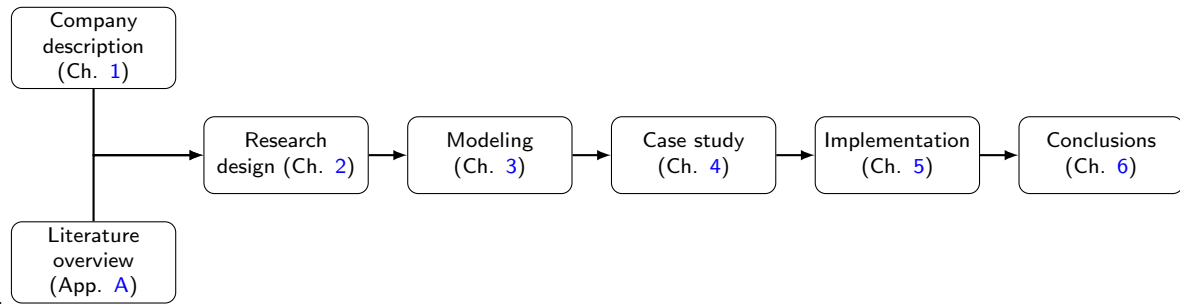 Company
description
(Ch. 1)
Research
design (Ch. 2)
Modeling
(Ch. 3)
Case study
(Ch. 4)
Implementation
(Ch. 5)
Conclusions
(Ch. 6)
Literature
overview
(App. A)